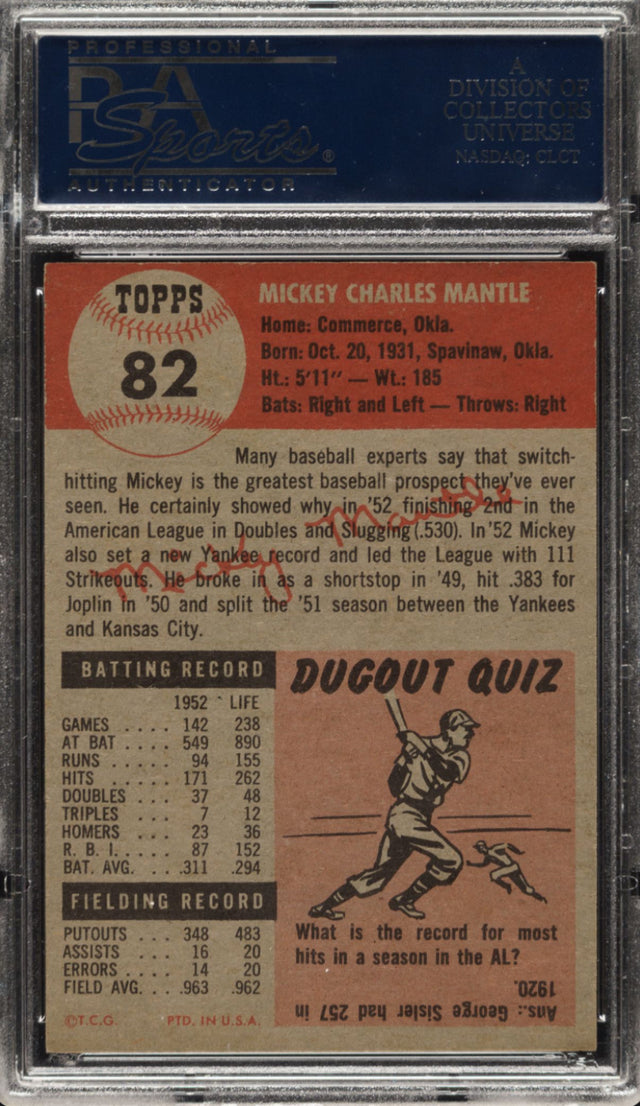 PROFESSIONAL
PSA
Sports®
AUTHENTICATOR
A
DIVISION OF
COLLECTORS
UNIVERSE
NASDAQ: CLCT
TOPPS
82
MICKEY CHARLES MANTLE
Home: Commerce, Okla.
Born: Oct. 20, 1931, Spavinaw, Okla.
Ht.: 5'11" — Wt.: 185
Bats: Right and Left — Throws: Right
Many baseball experts say that switch-
hitting Mickey is the greatest baseball prospect they've ever
seen. He certainly showed why in '52 finishing 2nd in the
American League in Doubles and Slugging (.530). In '52 Mickey
also set a new Yankee record and led the League with 111
Strikeouts. He broke in as a shortstop in '49, hit .383 for
Joplin in '50 and split the '51 season between the Yankees
and Kansas City.
Micky Mantle
BATTING RECORD
1952 LIFE
GAMES . . . . 142 238
AT BAT . . . . 549 890
RUNS . . . . . 94 155
HITS . . . . . 171 262
DOUBLES . . . 37 48
TRIPLES . . . 7 12
HOMERS . . . 23 36
R. B. I. . . . . 87 152
BAT. AVG. . . .311 .294
FIELDING RECORD
PUTOUTS . . . 348 483
ASSISTS . . . 16 20
ERRORS . . . . 14 20
FIELD AVG. . . .963 .962
©T.C.G. PTD. IN U.S.A.
DUGOUT QUIZ
What is the record for most
hits in a season in the AL?
Ans.: George Sisler had 257 in
1920.